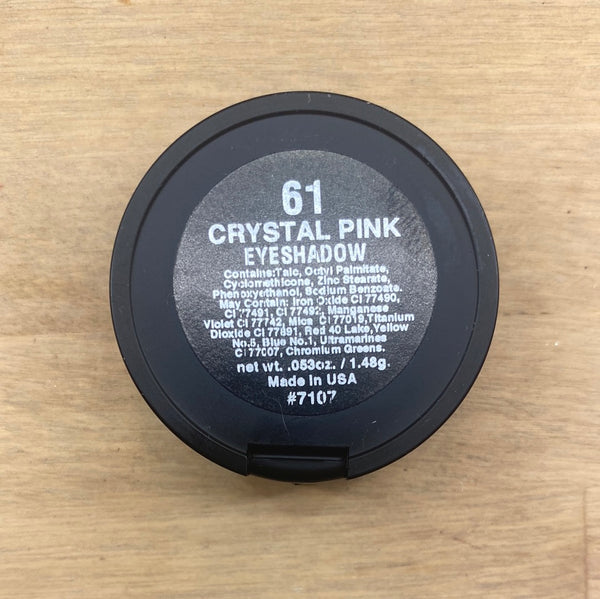 61
CRYSTAL PINK
EYESHADOW
Contains:Talc, Octyl Palmitate,
Cyclomethicone, Zinc Stearate,
Phenoxyethanol, Sodium Benzoate.
May Contain: Iron Oxide CI 77490,
CI 77491, CI 77492, Manganese
Violet CI 77742, Mica CI 77019,Titanium
Dioxide CI 77891, Red 40 Lake,Yellow
No.5, Blue No.1, Ultramarines
CI 77007, Chromium Greens.
net wt. .053oz. / 1.48g.
Made In USA
#7107